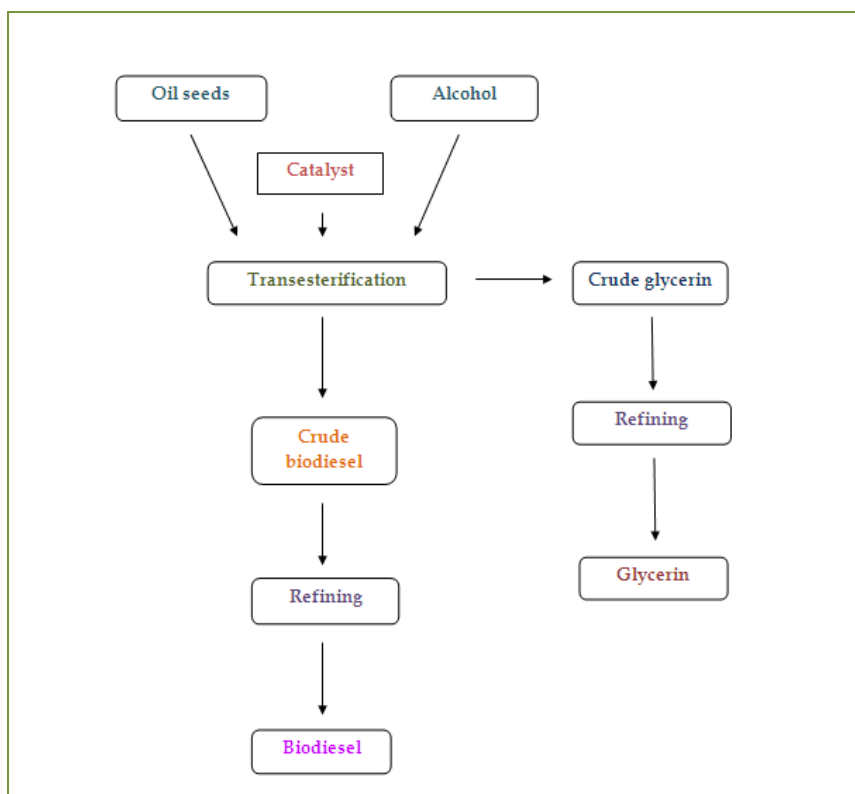 Oil seeds
Alcohol
Catalyst
Transesterification
Crude glycerin
Refining
Crude
biodiesel
Glycerin
Refining
Biodiesel